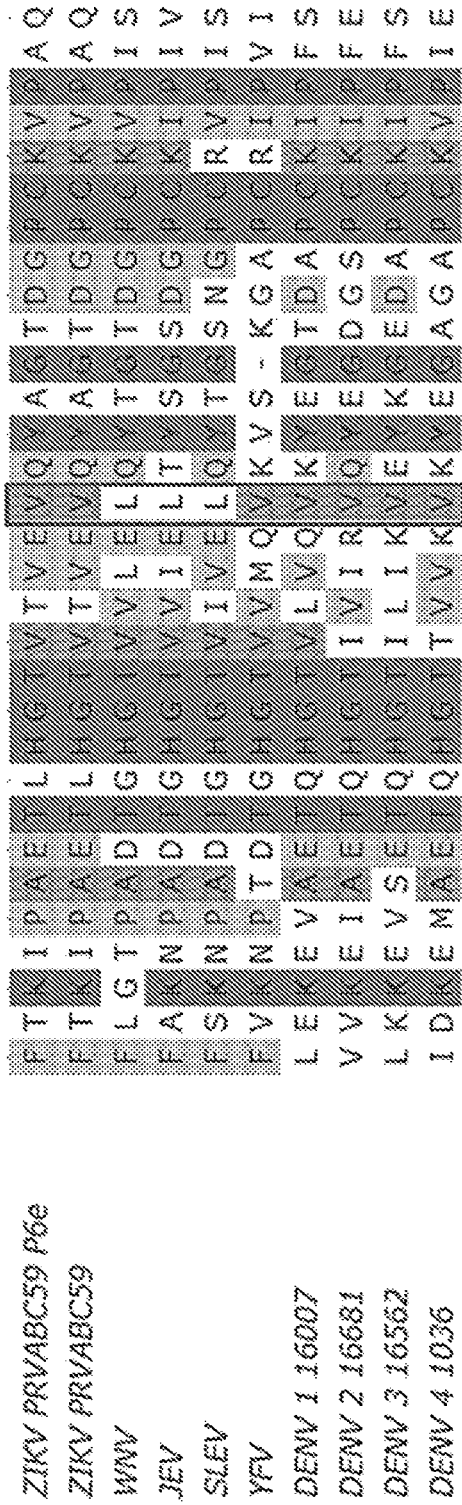 ZIKV PRVABC59 P6e F T K I P A E T L H G T V T V E V Q Y A G T D G P C K V P A Q
ZIKV PRVABC59 F T K I P A E T L H G T V T V E V Q Y A G T D G P C K V P A Q
WNV F L G T P A D T G H G T V V L E L Q Y T G T D G P C K V P I S
JEV F A K N P A D T G H G T V V I E L T Y S G S D G P C K I P I V
SLEV F S K N P A D T G H G T V I V E L Q Y T G S N G P C R V P I S
YFV F V K N P T D T G H G T V V M Q V K V S - K G A P C R I P V I
DENV 1 16007 L E K E V A E T Q H G T V L V Q V K Y E G T D A P C K I P F S
DENV 2 16681 V V K E I A E T Q H G T I V I R V Q Y E G D G S P C K I P F E
DENV 3 16562 L K K E V S E T Q H G T I L I K V E Y K G E D A P C K I P F S
DENV 4 1036 I D K E M A E T Q H G T T V V K V K Y E G A G A P C K V P I E